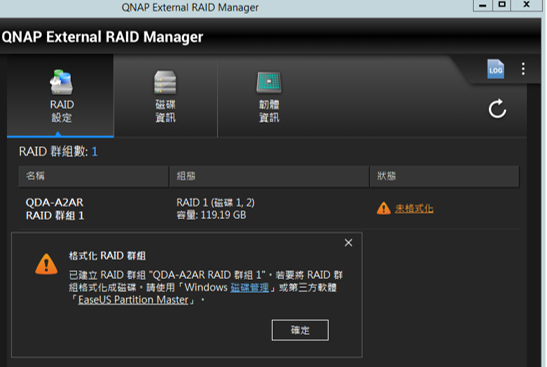 QNAP External RAID Manager
QNAP External RAID Manager
LOG
RAID
設定
磁碟
資訊
韌體
資訊
RAID 群組數: 1
名稱
組態
狀態
QDA-A2AR
RAID 群組 1
RAID 1 (磁碟 1, 2)
容量: 119.19 GB
未格式化
格式化 RAID 群組
已建立 RAID 群組 "QDA-A2AR RAID 群組 1"。若要將 RAID 群
組格式化成磁碟，請使用「Windows 磁碟管理」或第三方軟體
「EaseUS Partition Master」。
確定